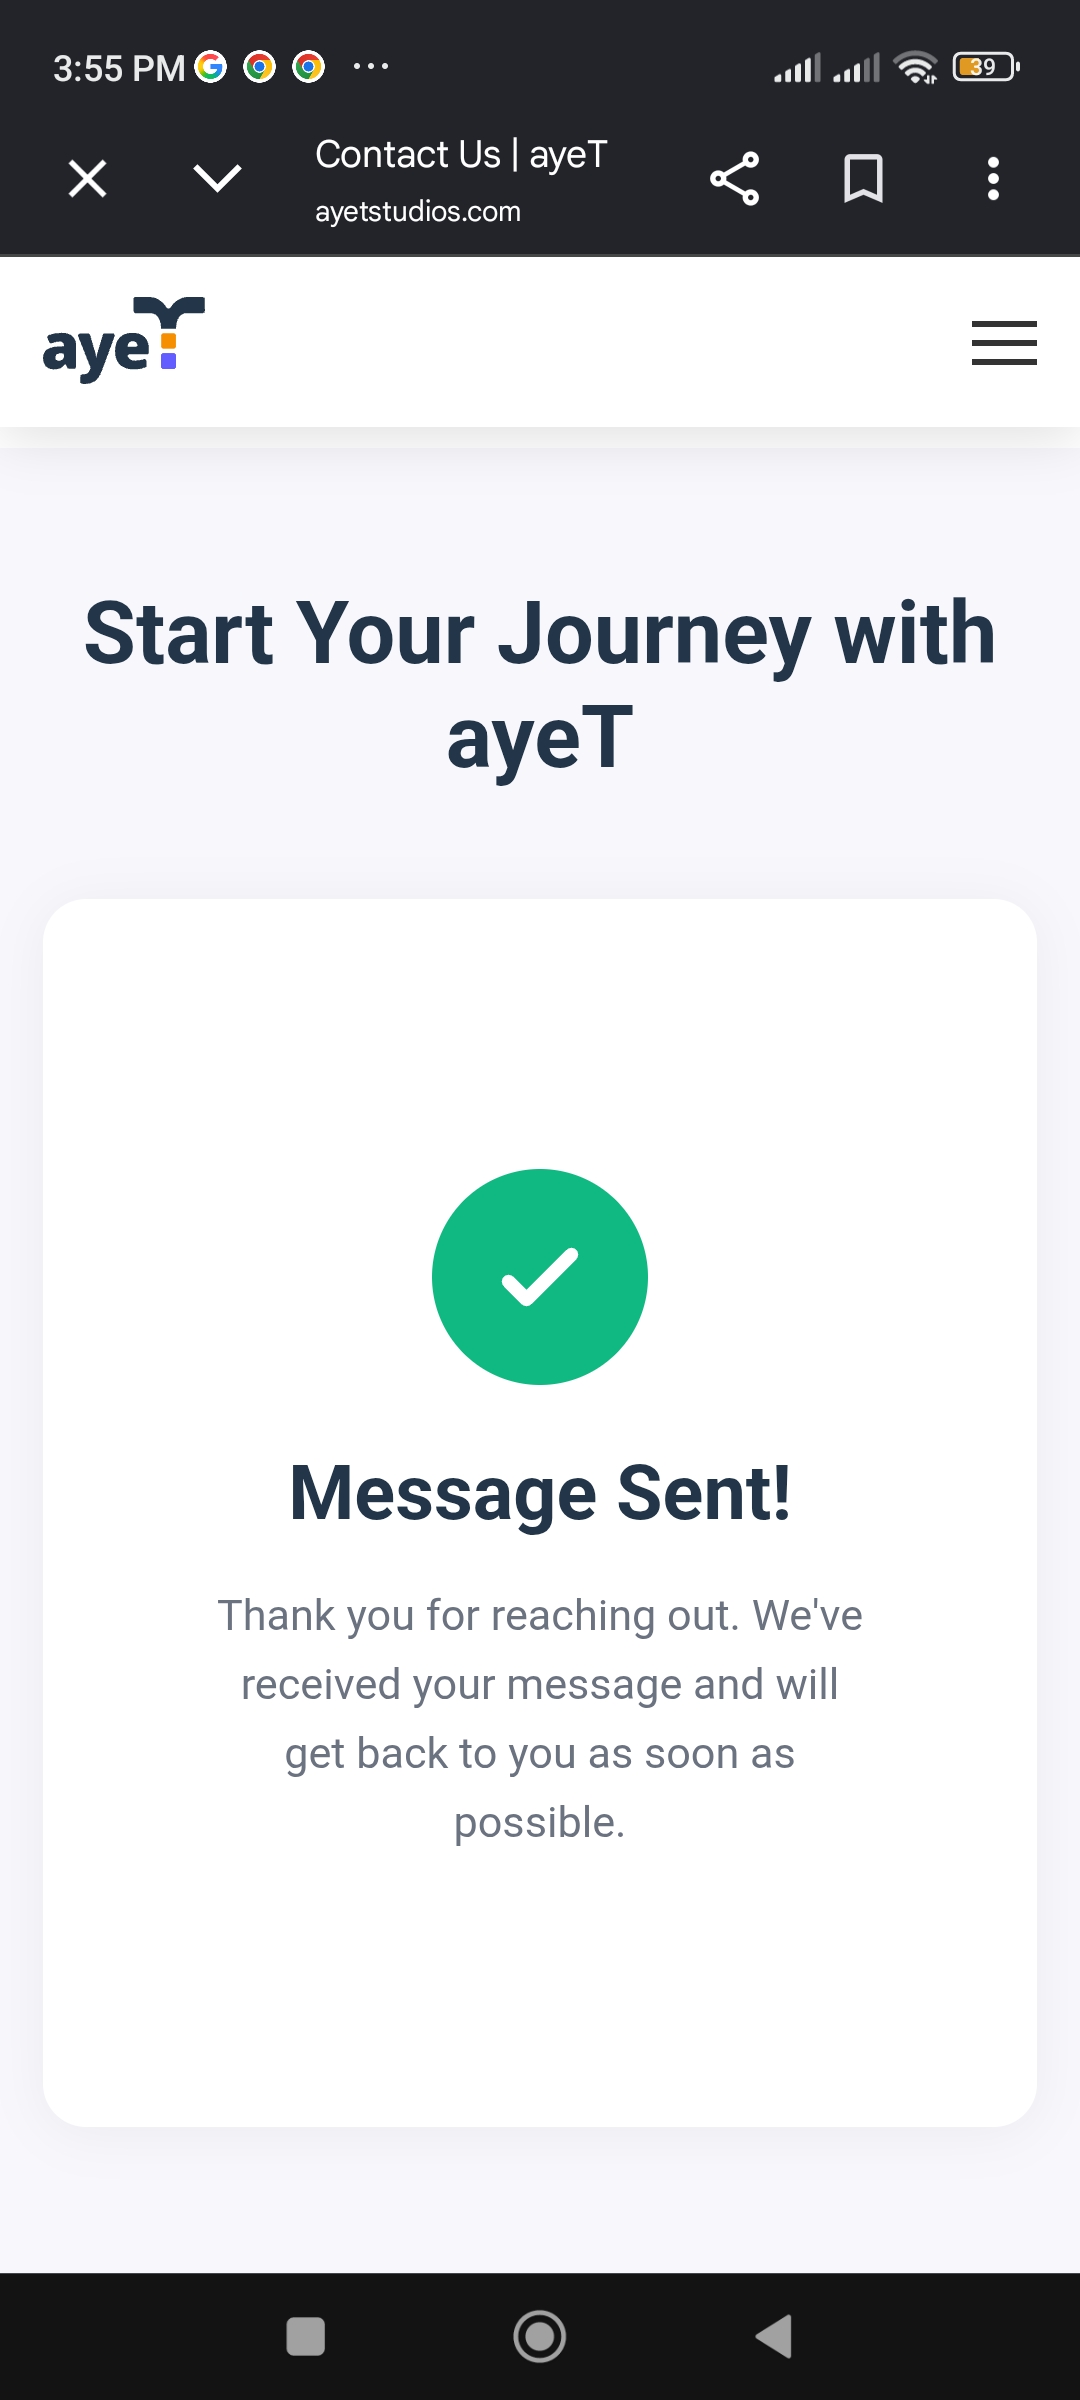 3:55 PM
39
Contact Us | ayeT
ayetstudios.com
ayeT
Start Your Journey with
ayeT
Message Sent!
Thank you for reaching out. We've
received your message and will
get back to you as soon as
possible.